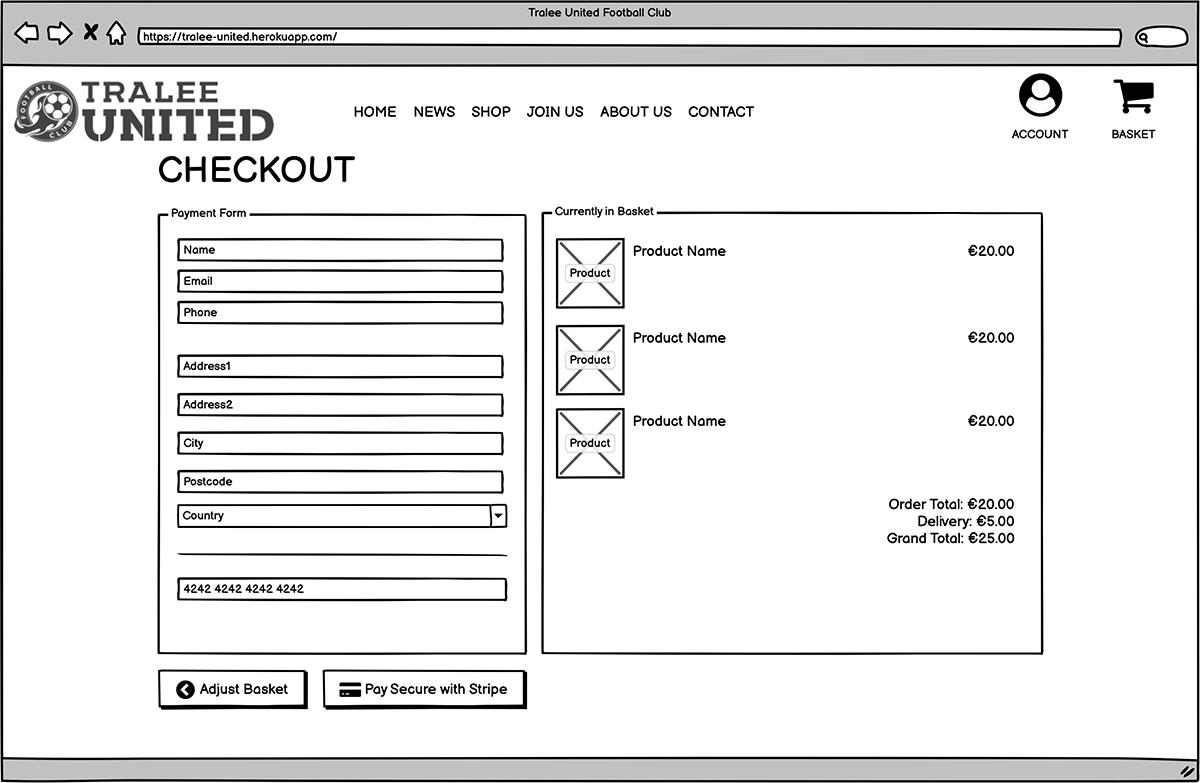 Tralee United Football Club
https://tralee-united.herokuapp.com/
FOOTBALL CLUB
TRALEE
UNITED
HOME NEWS SHOP JOIN US ABOUT US CONTACT
ACCOUNT
BASKET
CHECKOUT
Payment Form
Name
Email
Phone
Address1
Address2
City
Postcode
Country
4242 4242 4242 4242
Currently in Basket
Product
Product Name €20.00
Product
Product Name €20.00
Product
Product Name €20.00
Order Total: €20.00
Delivery: €5.00
Grand Total: €25.00
Adjust Basket
Pay Secure with Stripe